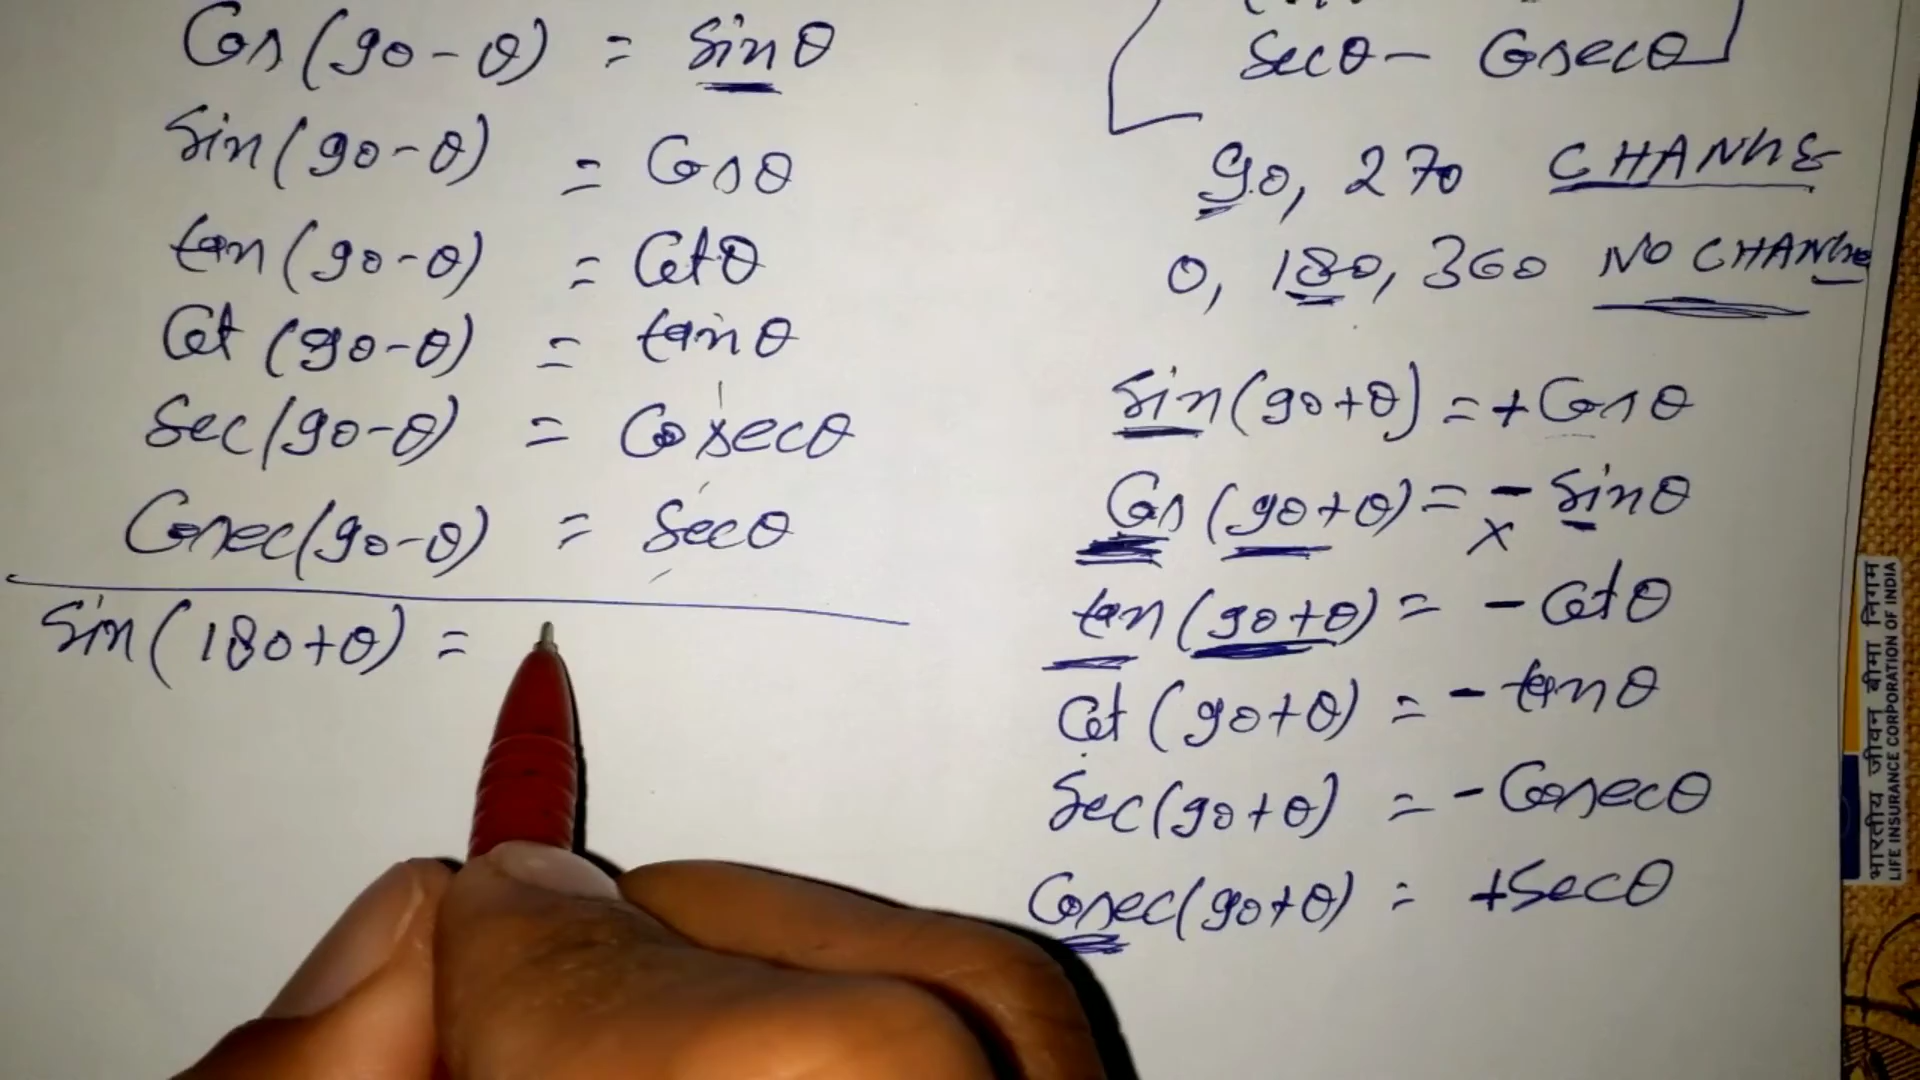 Cos(90-θ) = sinθ
Sin(90-θ) = Cosθ
tan(90-θ) = Cotθ
Cot(90-θ) = tanθ
Sec(90-θ) = Cosecθ
Cosec(90-θ) = Secθ
Sin(180+θ) =
Secθ - Cosecθ
90, 270 CHANGE
0, 180, 360 NO CHANGE
Sin(90+θ) = +Cosθ
Cos(90+θ) = - Sinθ
x
tan(90+θ) = - Cotθ
Cot(90+θ) = - tanθ
Sec(90+θ) = - Cosecθ
Cosec(90+θ) = +Secθ
भारतीय जीवन बीमा निगम
LIFE INSURANCE CORPORATION OF INDIA